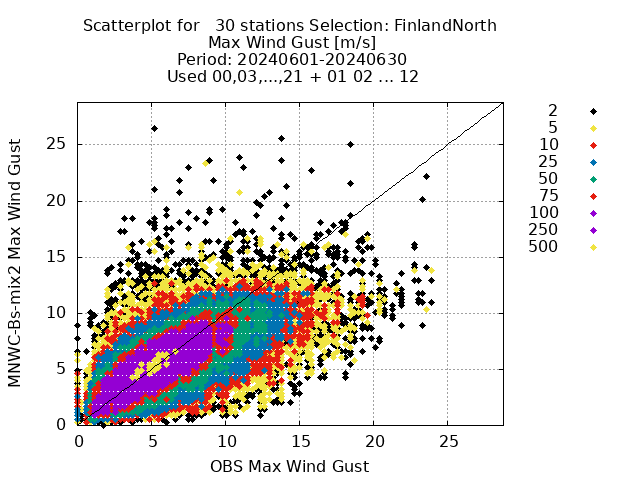 Scatterplot for   30 stations Selection: FinlandNorth
Max Wind Gust [m/s]
Period: 20240601-20240630
Used 00,03,...,21 + 01 02 ... 12
2
5
10
25
50
75
100
250
500
MNWC-Bs-mix2 Max Wind Gust
25
20
15
10
5
0
0 5 10 15 20 25
OBS Max Wind Gust